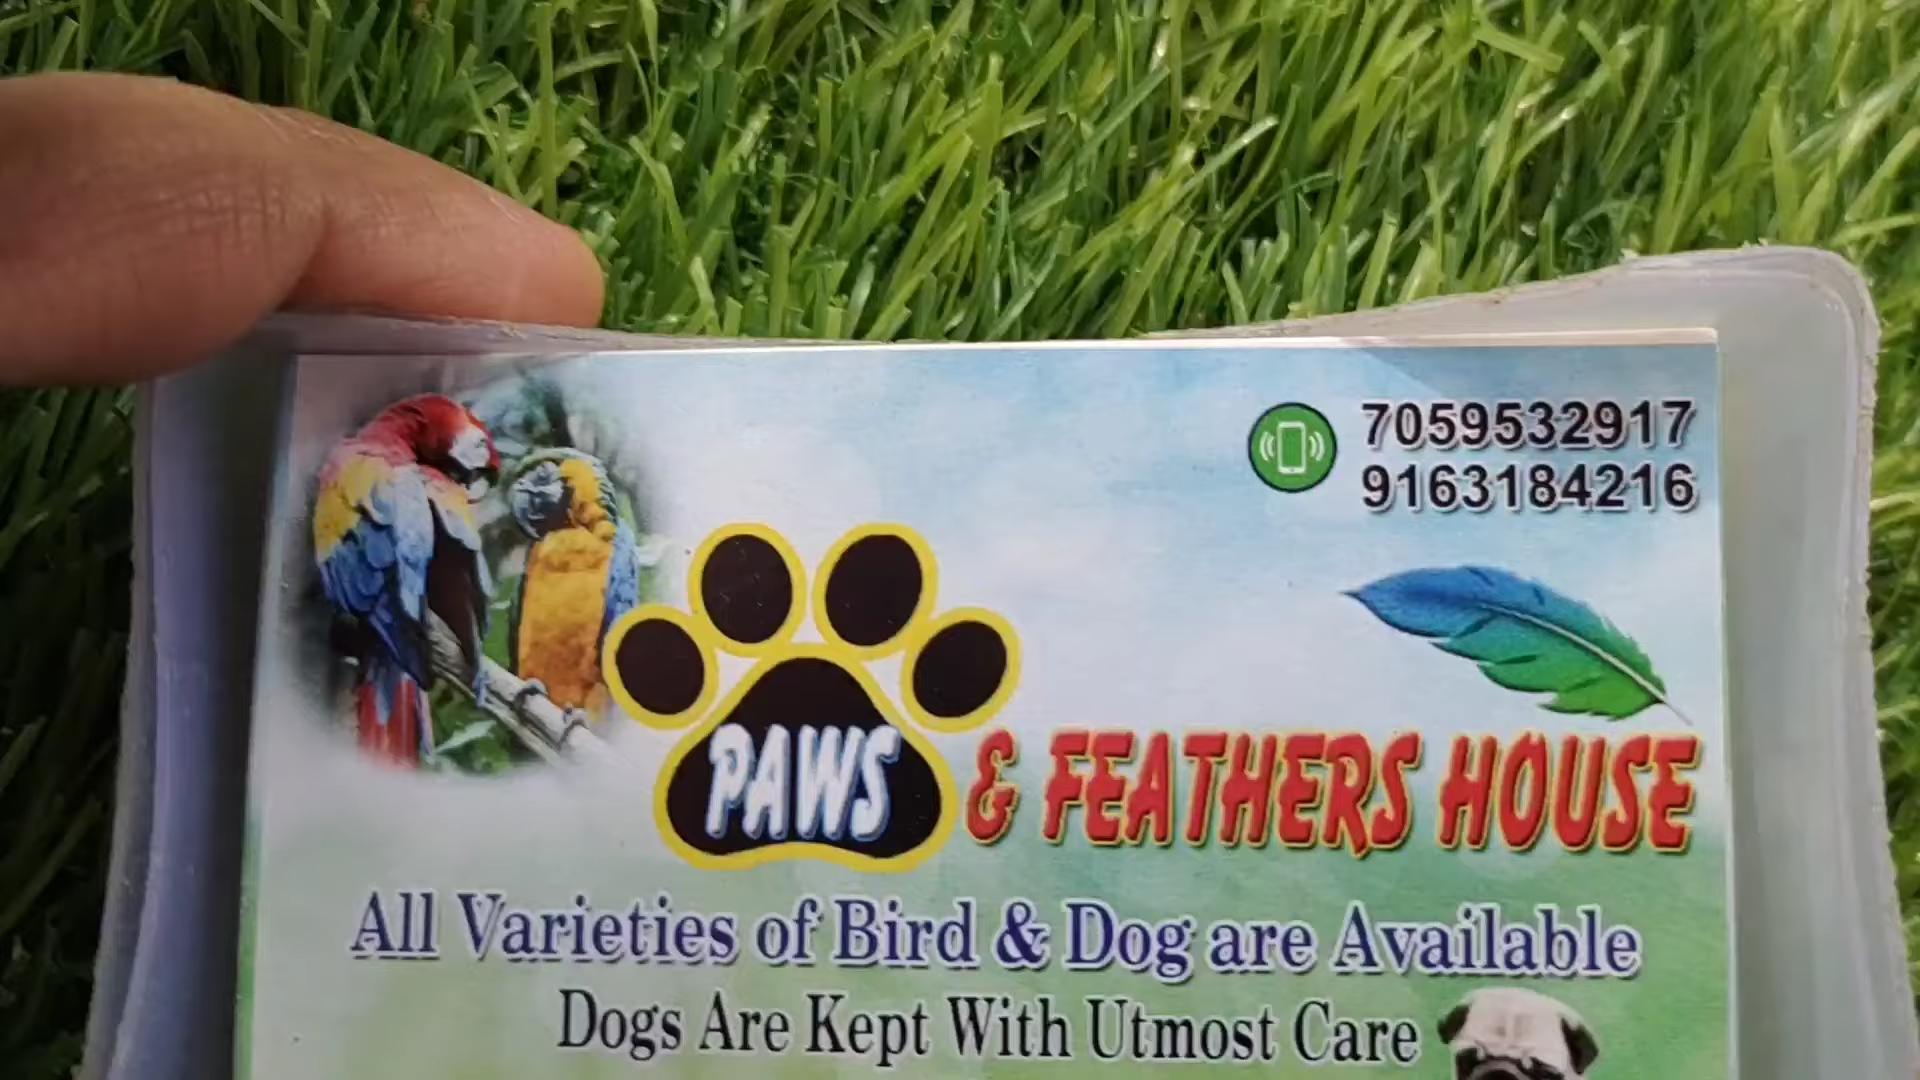 7059532917
9163184216
PAWS & FEATHERS HOUSE
All Varieties of Bird & Dog are Available
Dogs Are Kept With Utmost Care